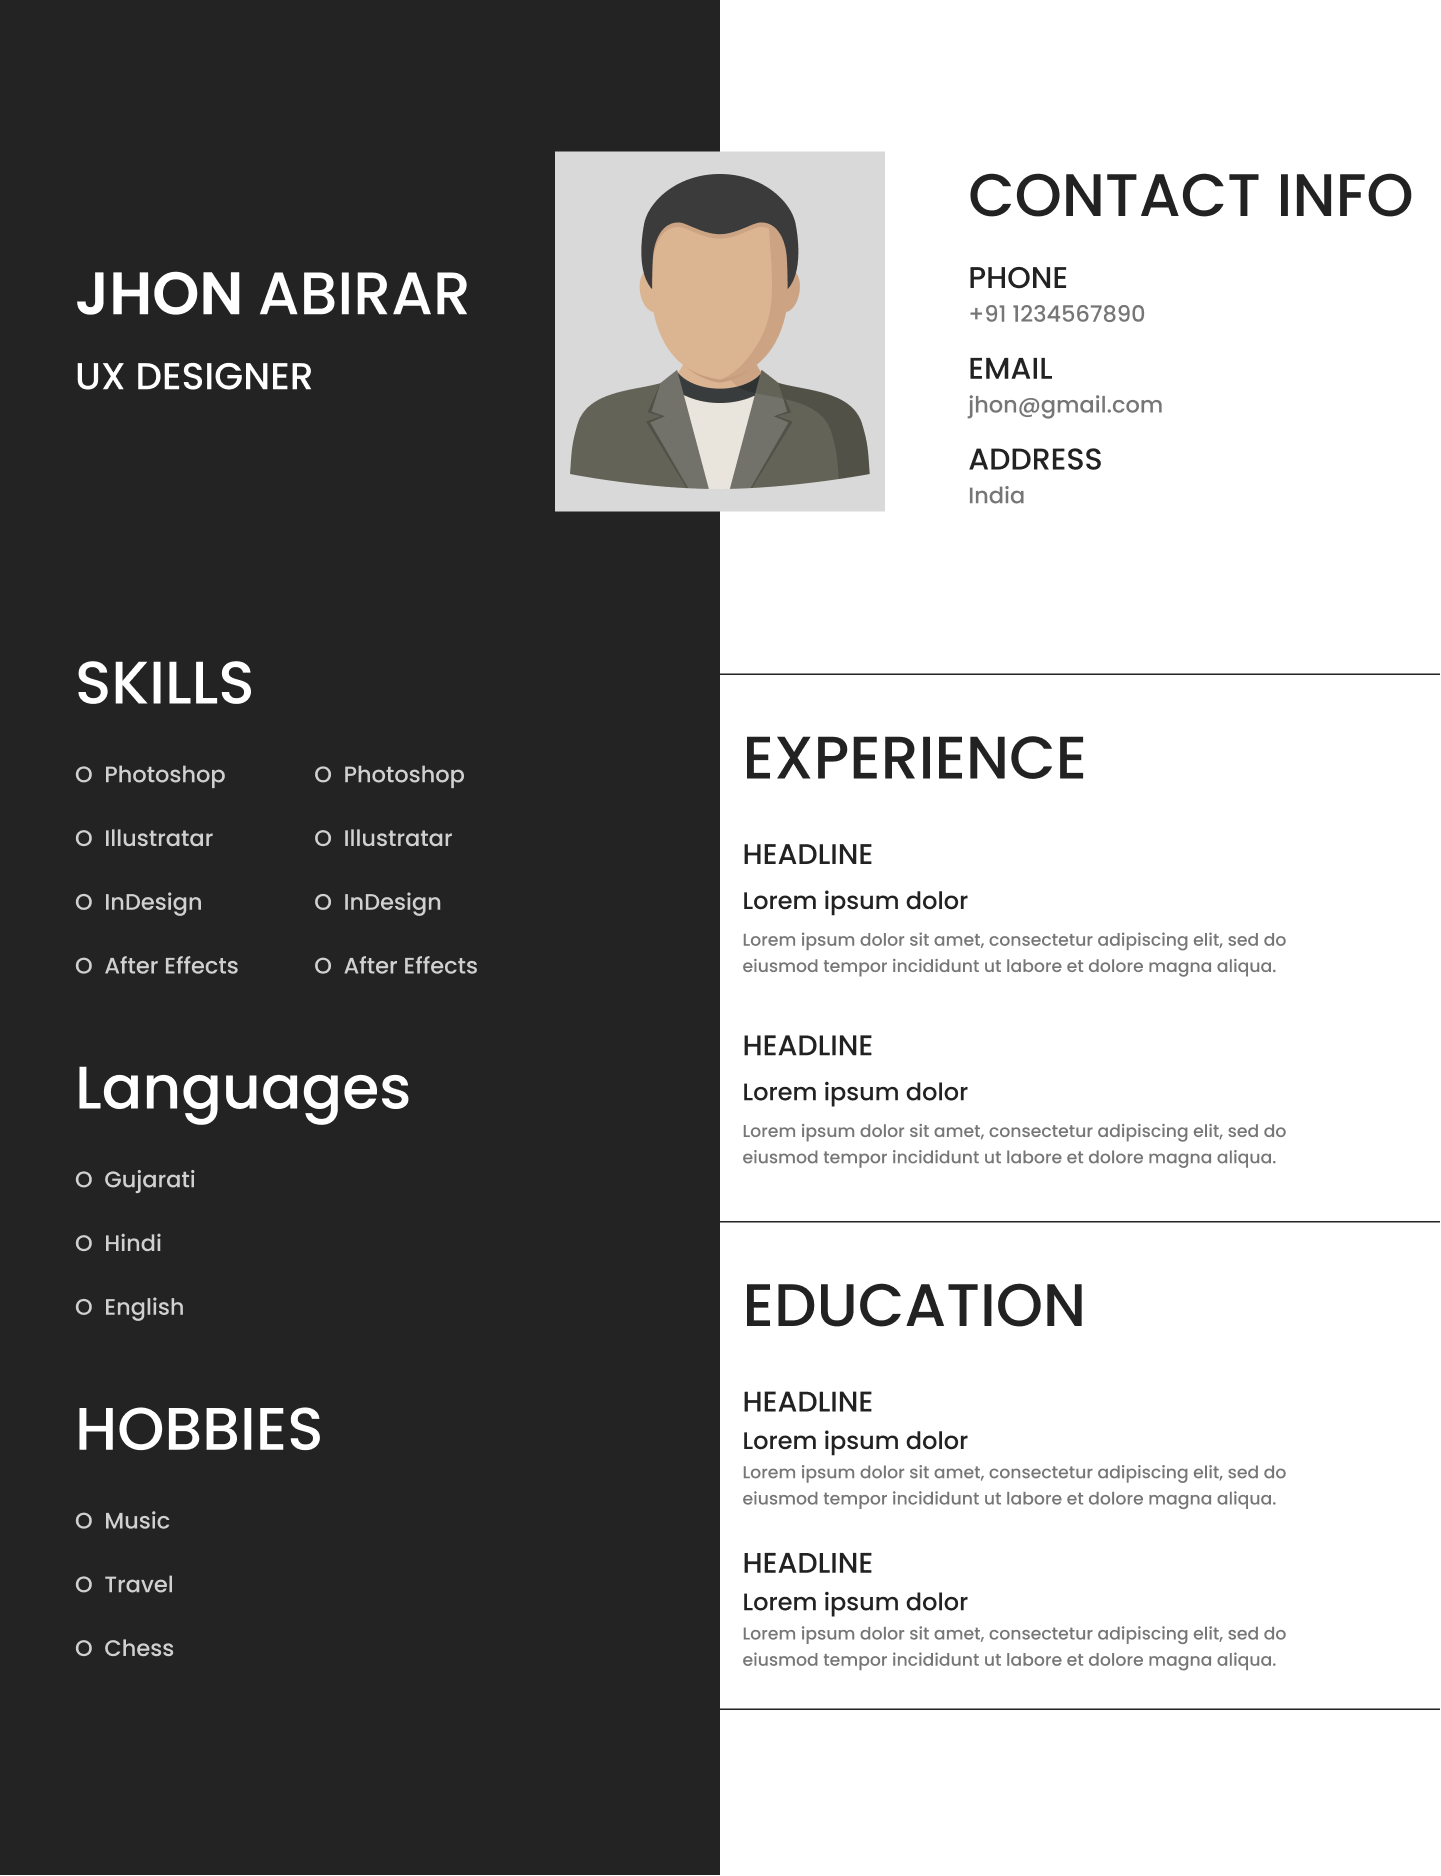 JHON ABIRAR
UX DESIGNER
CONTACT INFO
PHONE
+91 1234567890
EMAIL
jhon@gmail.com
ADDRESS
India
SKILLS
Photoshop
Illustratar
InDesign
After Effects
Photoshop
Illustratar
InDesign
After Effects
Languages
Gujarati
Hindi
English
HOBBIES
Music
Travel
Chess
EXPERIENCE
HEADLINE
Lorem ipsum dolor
Lorem ipsum dolor sit amet, consectetur adipiscing elit, sed do
eiusmod tempor incididunt ut labore et dolore magna aliqua.
HEADLINE
Lorem ipsum dolor
Lorem ipsum dolor sit amet, consectetur adipiscing elit, sed do
eiusmod tempor incididunt ut labore et dolore magna aliqua.
EDUCATION
HEADLINE
Lorem ipsum dolor
Lorem ipsum dolor sit amet, consectetur adipiscing elit, sed do
eiusmod tempor incididunt ut labore et dolore magna aliqua.
HEADLINE
Lorem ipsum dolor
Lorem ipsum dolor sit amet, consectetur adipiscing elit, sed do
eiusmod tempor incididunt ut labore et dolore magna aliqua.